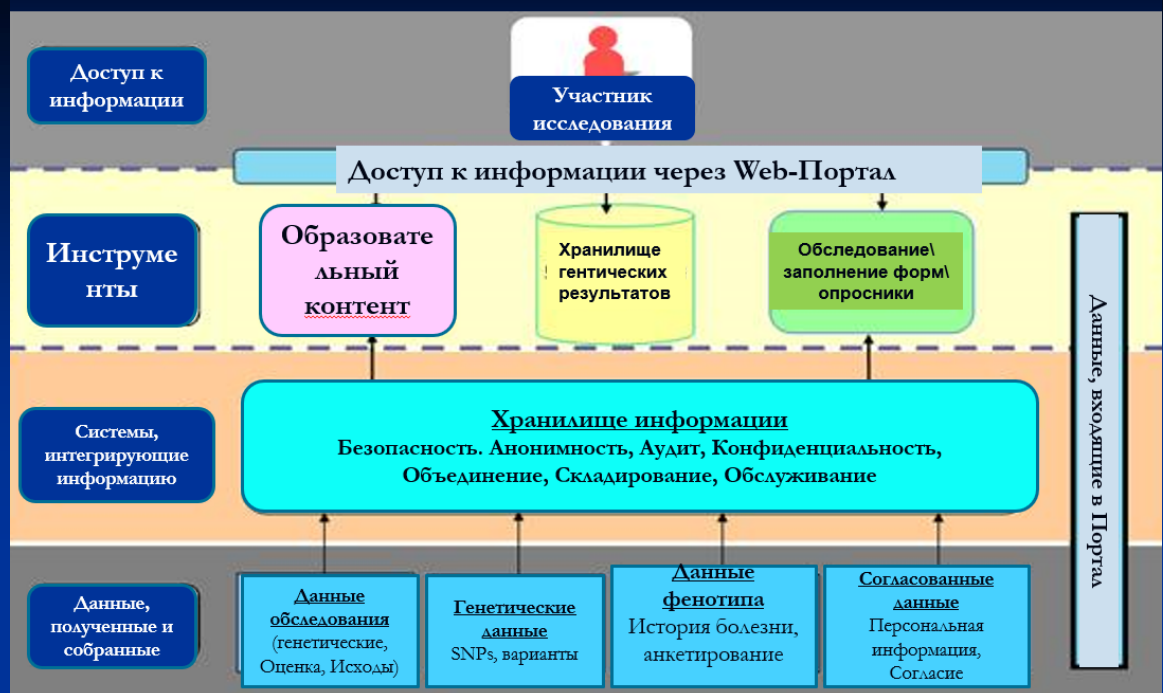 Доступ к
информации
Участник
исследования
Доступ к информации через Web-Портал
Инструме
нты
Образовате
льный
контент
Хранилище
гентических
результатов
Обследование\
заполнение форм\
опросники
Данные, входящие в Портал
Системы,
интегрирующие
информацию
Хранилище информации
Безопасность. Анонимность, Аудит, Конфиденциальность,
Объединение, Складирование, Обслуживание
Данные,
полученные и
собранные
Данные
обследования
(генетические,
Оценка, Исходы)
Генетические
данные
SNPs, варианты
Данные
фенотипа
История болезни,
анкетирование
Согласованные
данные
Персональная
информация,
Согласие